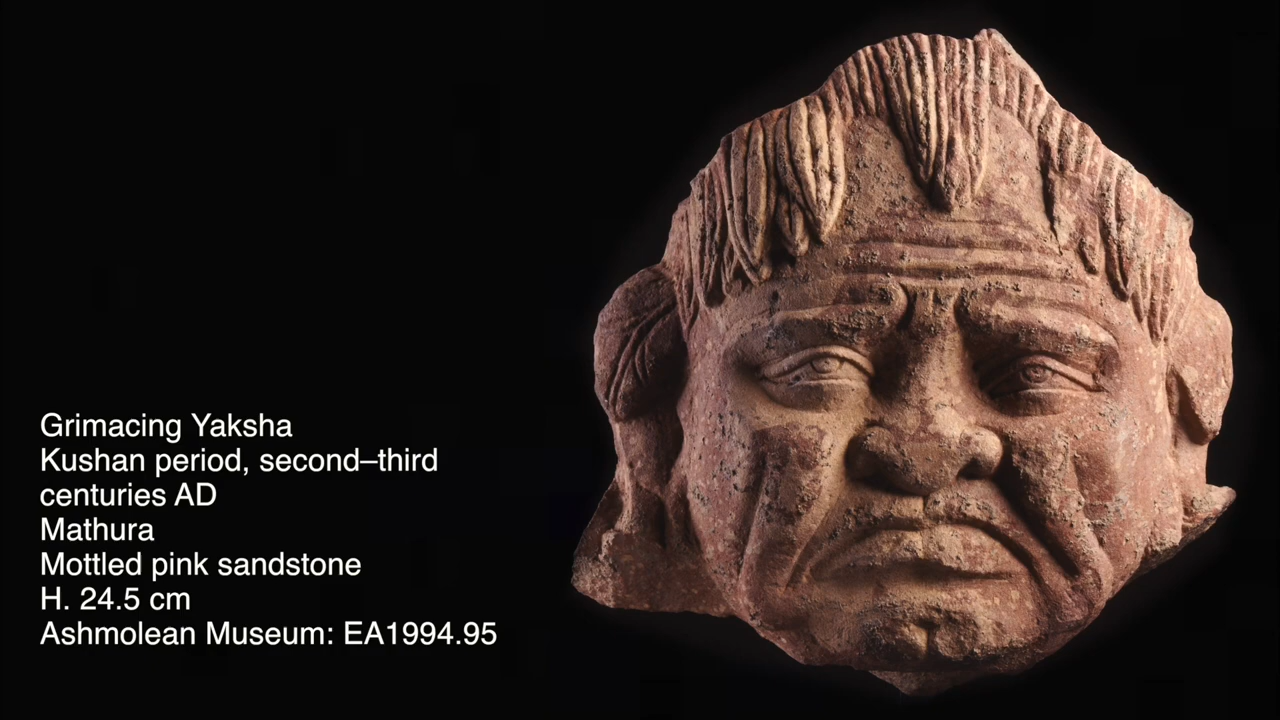 Grimacing Yaksha
Kushan period, second–third
centuries AD
Mathura
Mottled pink sandstone
H. 24.5 cm
Ashmolean Museum: EA1994.95